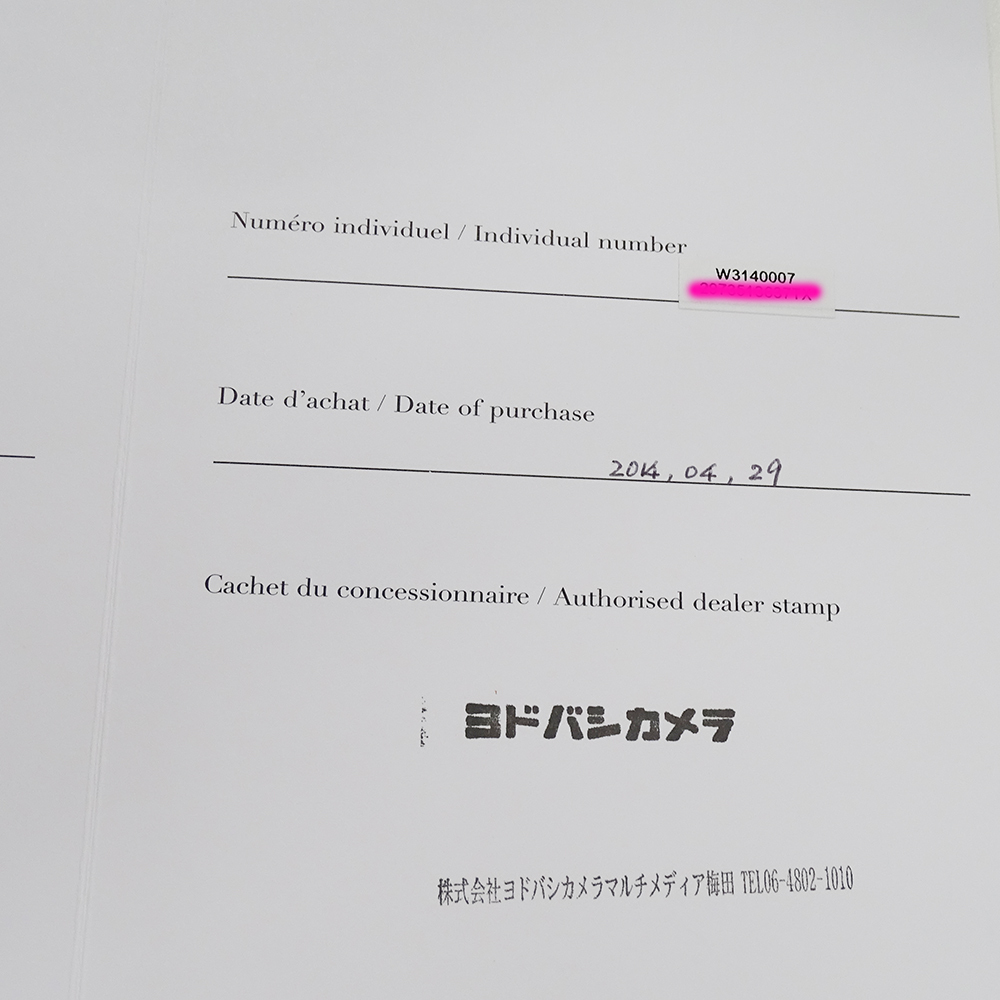 Numéro individuel / Individual number
W3140007
Date d'achat / Date of purchase
2014, 04, 29
Cachet du concessionnaire / Authorised dealer stamp
ヨドバシカメラ
株式会社ヨドバシカメラマルチメディア梅田 TEL06-4802-1010